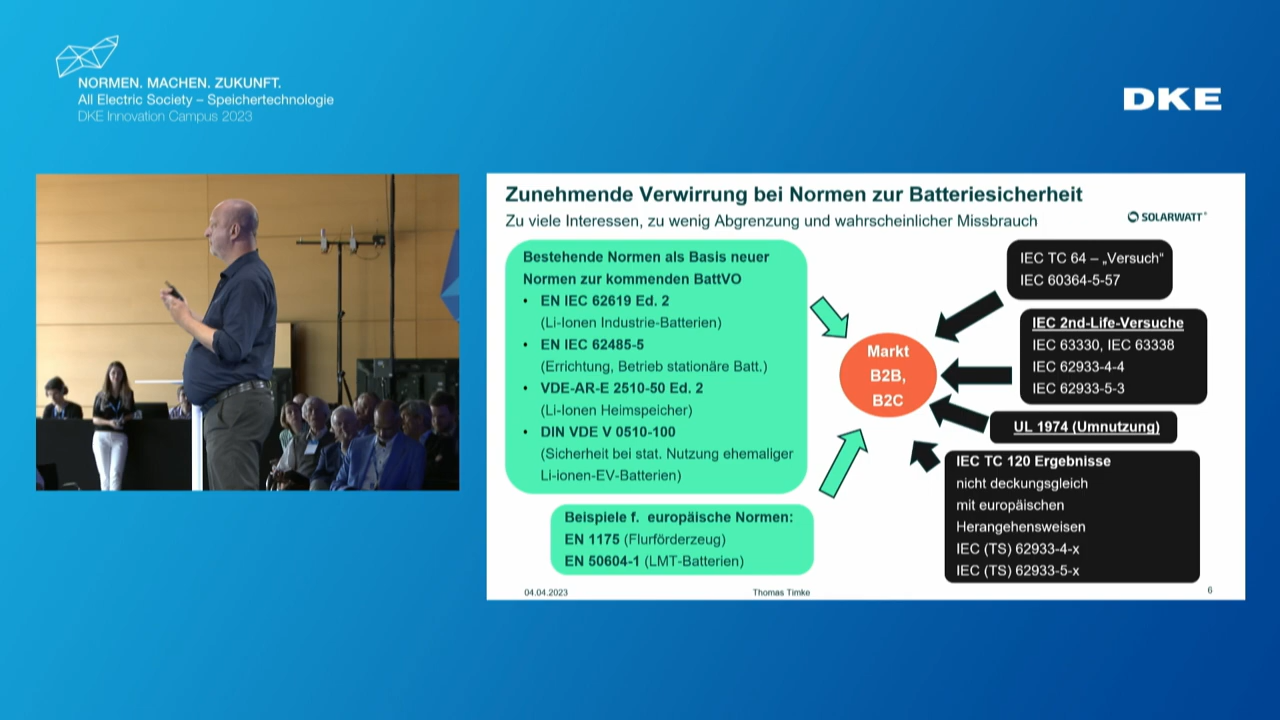 NORMEN. MACHEN. ZUKUNFT.
All Electric Society – Speichertechnologie
DKE Innovation Campus 2023
DKE
Zunehmende Verwirrung bei Normen zur Batteriesicherheit
Zu viele Interessen, zu wenig Abgrenzung und wahrscheinlicher Missbrauch
SOLARWATT®
Bestehende Normen als Basis neuer
Normen zur kommenden BattVO
• EN IEC 62619 Ed. 2
(Li-Ionen Industrie-Batterien)
• EN IEC 62485-5
(Errichtung, Betrieb stationäre Batt.)
• VDE-AR-E 2510-50 Ed. 2
(Li-Ionen Heimspeicher)
• DIN VDE V 0510-100
(Sicherheit bei stat. Nutzung ehemaliger
Li-ionen-EV-Batterien)
Beispiele f. europäische Normen:
EN 1175 (Flurförderzeug)
EN 50604-1 (LMT-Batterien)
Markt
B2B,
B2C
IEC TC 64 – „Versuch“
IEC 60364-5-57
IEC 2nd-Life-Versuche
IEC 63330, IEC 63338
IEC 62933-4-4
IEC 62933-5-3
UL 1974 (Umnutzung)
IEC TC 120 Ergebnisse
nicht deckungsgleich
mit europäischen
Herangehensweisen
IEC (TS) 62933-4-x
IEC (TS) 62933-5-x
04.04.2023
Thomas Timke
6